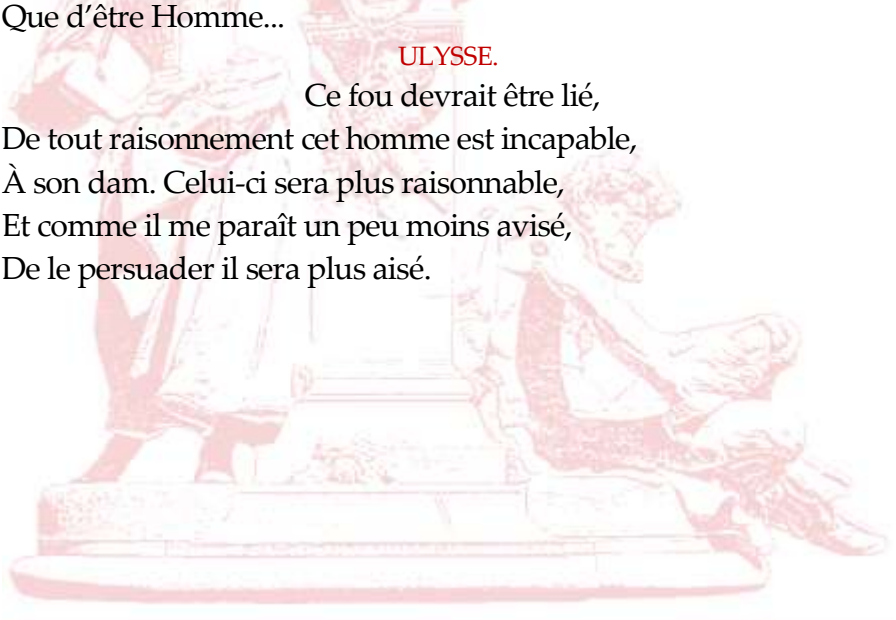 Que d’être Homme...
ULYSSE.
Ce fou devrait être lié,
De tout raisonnement cet homme est incapable,
À son dam. Celui-ci sera plus raisonnable,
Et comme il me paraît un peu moins avisé,
De le persuader il sera plus aisé.